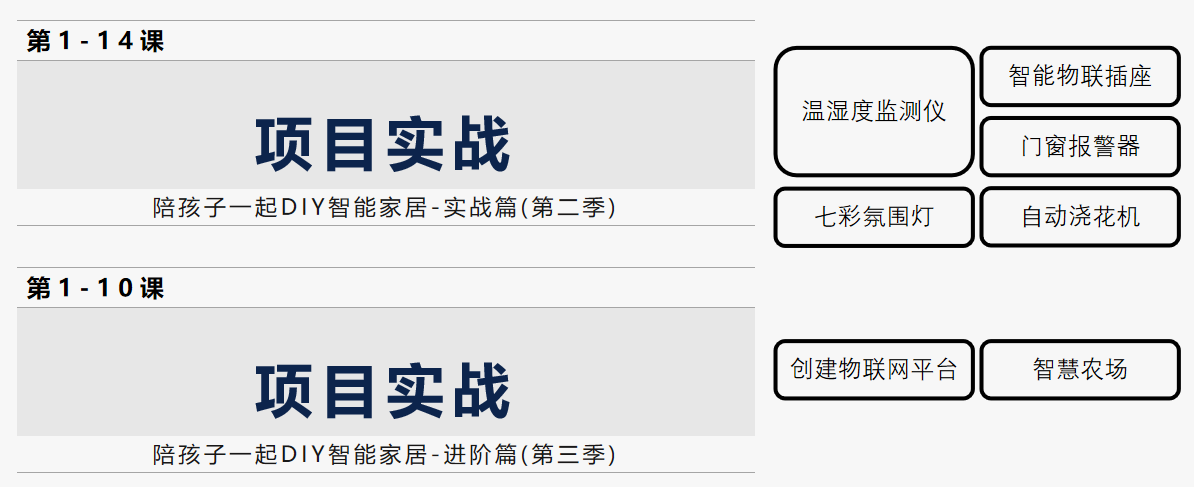 第1-14课
项目实战
陪孩子一起DIY智能家居-实战篇(第二季)
温湿度监测仪
智能物联插座
门窗报警器
七彩氛围灯
自动浇花机
第1-10课
项目实战
陪孩子一起DIY智能家居-进阶篇(第三季)
创建物联网平台
智慧农场